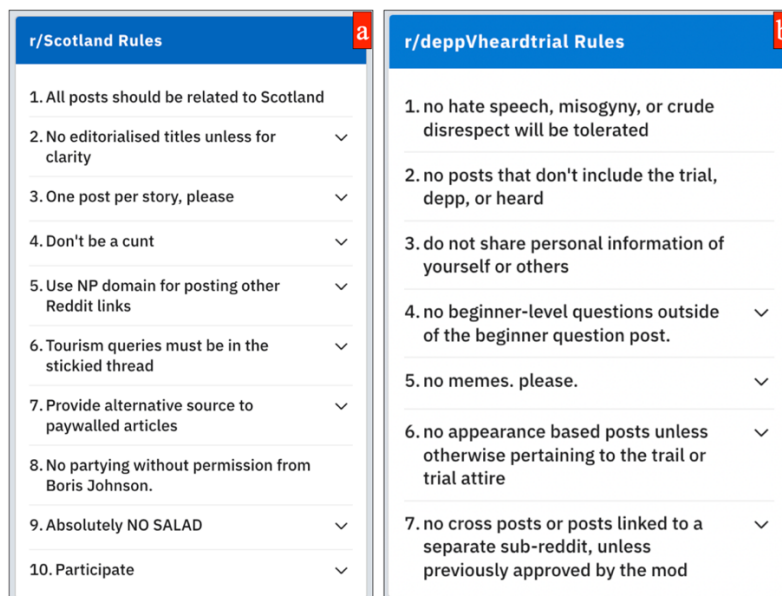 r/Scotland Rules
a
1. All posts should be related to Scotland
2. No editorialised titles unless for
clarity
3. One post per story, please
4. Don't be a cunt
5. Use NP domain for posting other
Reddit links
6. Tourism queries must be in the
stickied thread
7. Provide alternative source to
paywalled articles
8. No partying without permission from
Boris Johnson.
9. Absolutely NO SALAD
10. Participate
r/deppVheardtrial Rules
b
1. no hate speech, misogyny, or crude
disrespect will be tolerated
2. no posts that don't include the trial,
depp, or heard
3. do not share personal information of
yourself or others
4. no beginner-level questions outside
of the beginner question post.
5. no memes. please.
6. no appearance based posts unless
otherwise pertaining to the trail or
trial attire
7. no cross posts or posts linked to a
separate sub-reddit, unless
previously approved by the mod